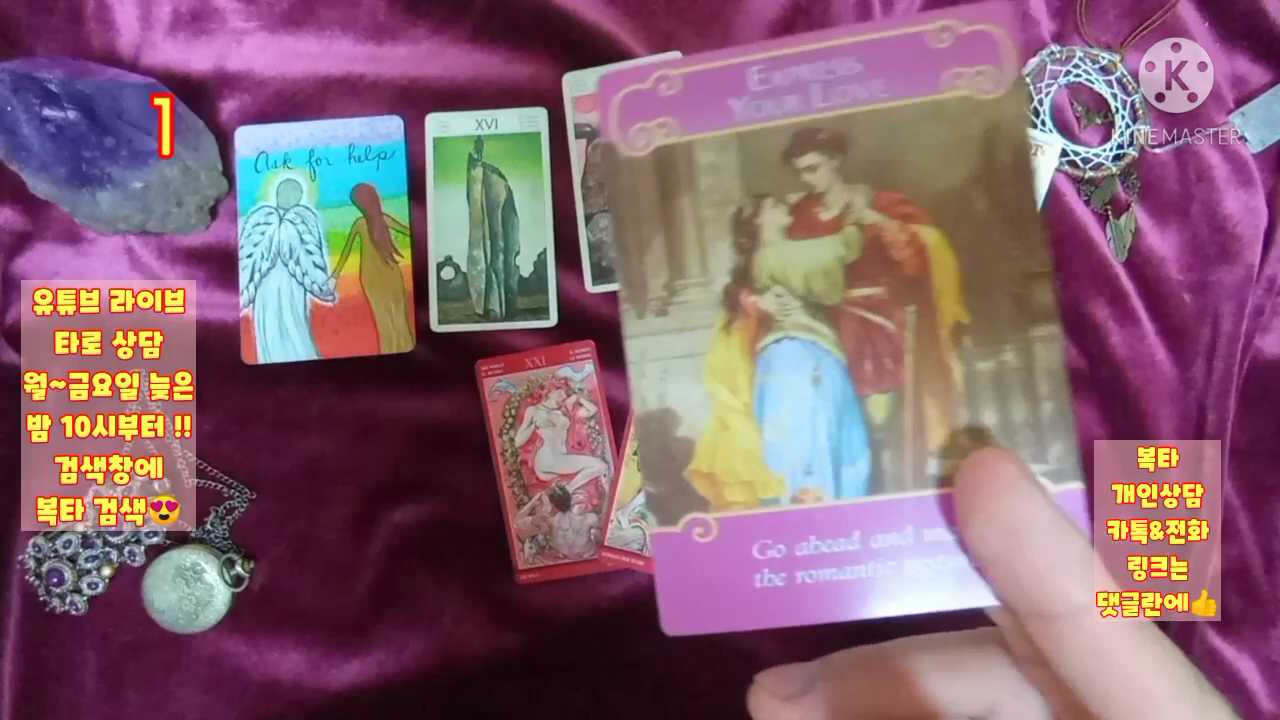 1
Ask for help
XVI
EXPRESS
YOUR LOVE
K
KINEMASTER
유튜브 라이브
타로 상담
월~금요일 늦은
밤 10시부터 !!
검색창에
복타 검색😍
XXI
Go ahead and
the romantic
복타
개인상담
카톡&전화
링크는
댓글란에👍